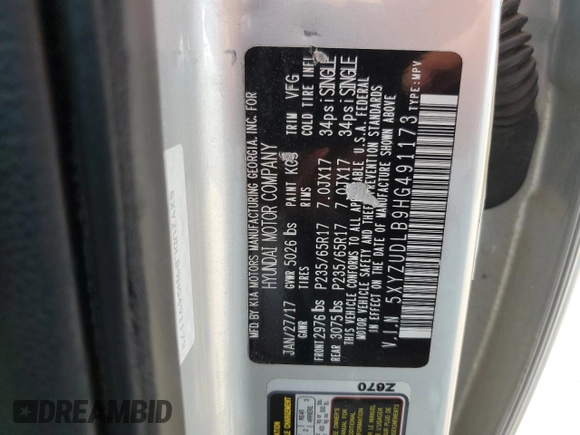 MFD.BY KIA MOTORS MANUFACTURING GEORGIA, INC. FOR
HYUNDAI MOTOR COMPANY
JAN/27/17 GVWR 5026 lbs PAINT TRIM VFG
GAWR TIRES RIMS COLD TIRE INFL
FRONT 2976 lbs P235/65R17 7.0JX17 34psi SINGLE
REAR 3075 lbs P235/65R17 7.0JX17 34psi SINGLE
THIS VEHICLE CONFORMS TO ALL APPLICABLE U.S.A. FEDERAL
MOTOR VEHICLE SAFETY AND THEFT PREVENTION STANDARDS
IN EFFECT ON THE DATE OF MANUFACTURE SHOWN ABOVE
V.I.N 5XYZUDLB9HG491173 TYPE:MPV
Z670
REAR
ARRIERE
DREAMBID